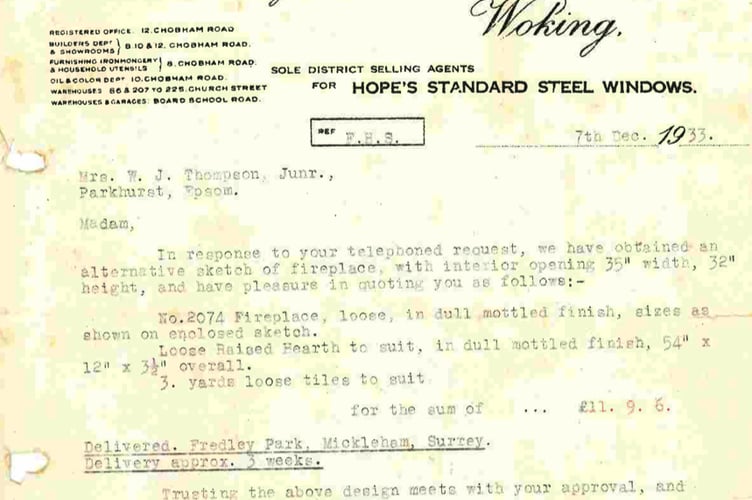 Woking.
REGISTERED OFFICE. 12. CHOBHAM ROAD
BUILDERS DEPT & SHOWROOMS } 8.10 & 12. CHOBHAM ROAD.
FURNISHING IRONMONGERY & HOUSEHOLD UTENSILS } 8. CHOBHAM ROAD.
OIL & COLOR DEPT 10. CHOBHAM ROAD.
WAREHOUSES 86 & 207 TO 225. CHURCH STREET
WAREHOUSES & GARAGES: BOARD SCHOOL ROAD.
SOLE DISTRICT SELLING AGENTS
FOR HOPE'S STANDARD STEEL WINDOWS.
REF F.H.S.
7th Dec. 1933.
Mrs. W. J. Thompson, Junr.,
Parkhurst, Epsom.
Madam,
In response to your telephoned request, we have obtained an
alternative sketch of fireplace, with interior opening 35" width, 32"
height, and have pleasure in quoting you as follows:-
No.2074 Fireplace, loose, in dull mottled finish, sizes as
shown on enclosed sketch.
Loose Raised Hearth to suit, in dull mottled finish, 54" x
12" x 3½" overall.
3. yards loose tiles to suit
for the sum of ... £11. 9. 6.
Delivered. Fredley Park, Mickleham, Surrey.
Delivery approx. 3 weeks.
Trusting the above design meets with your approval, and